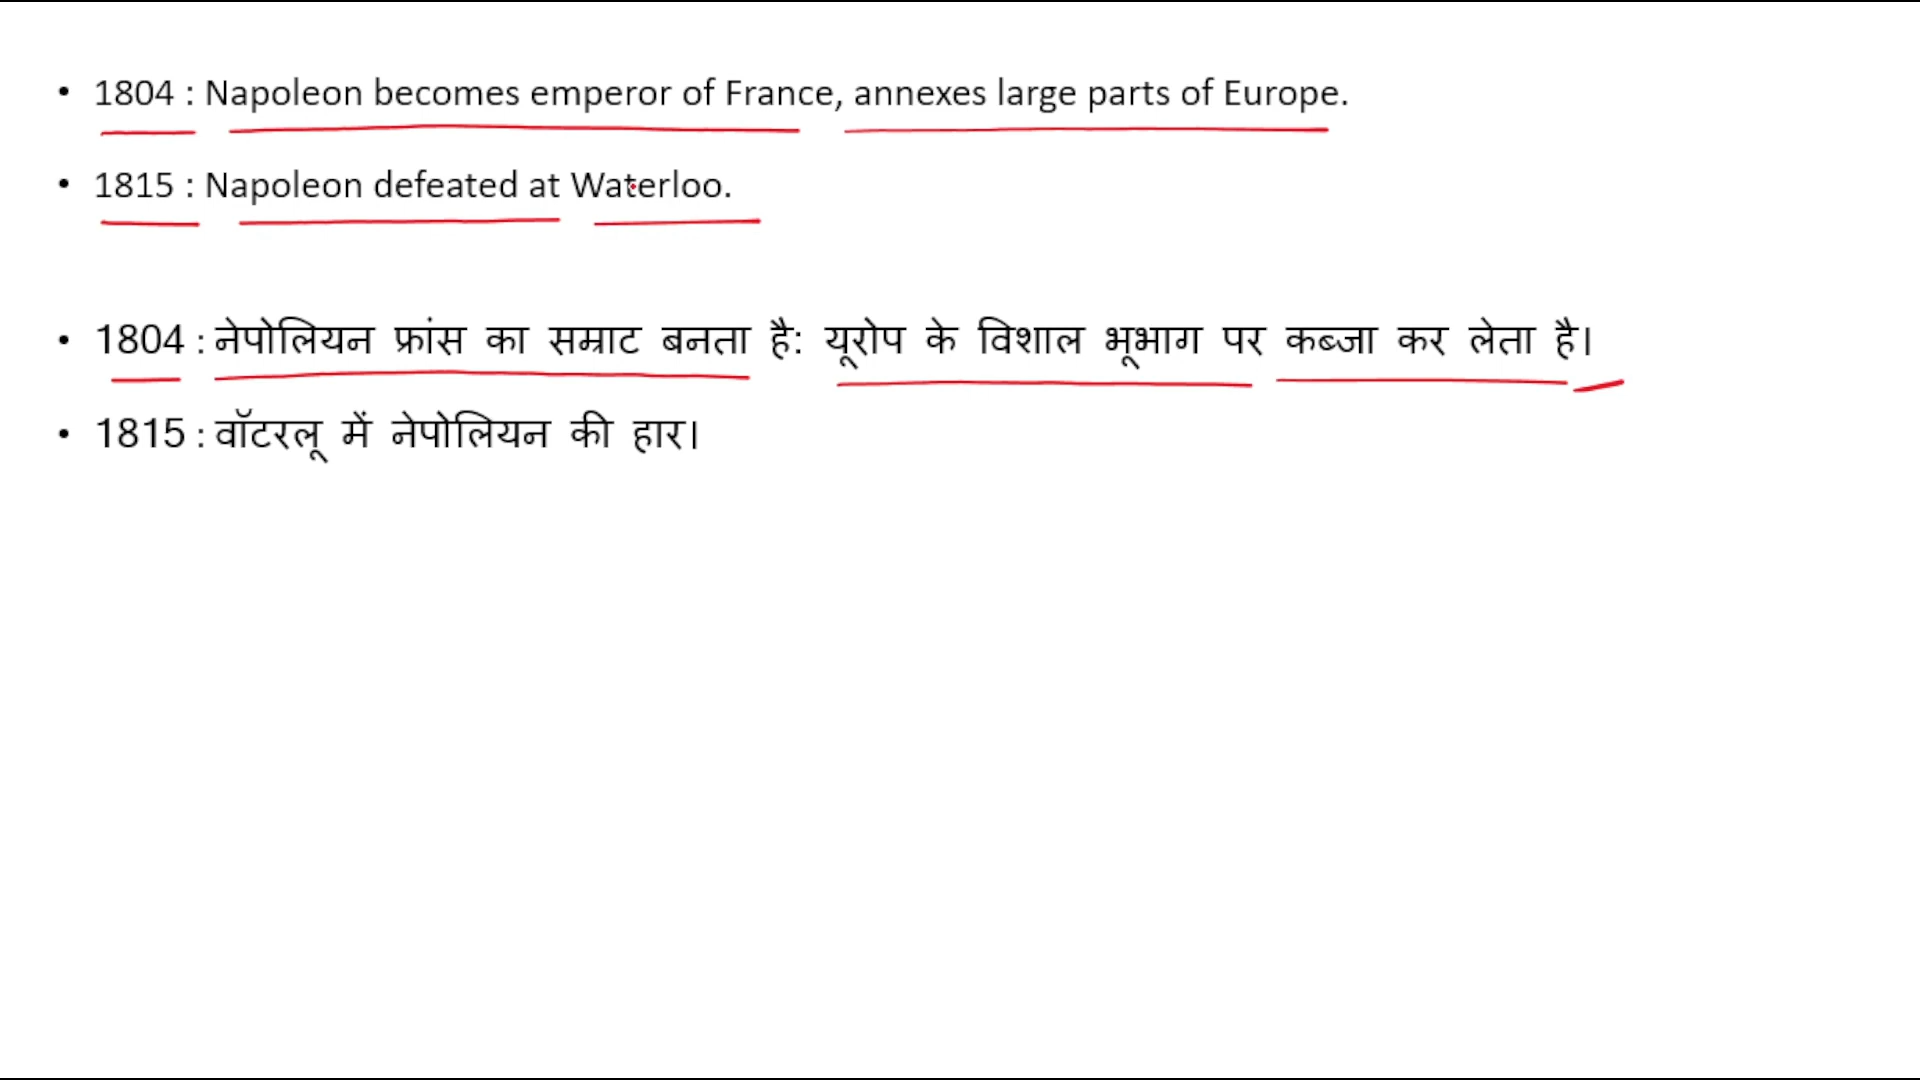 • 1804 : Napoleon becomes emperor of France, annexes large parts of Europe.
• 1815 : Napoleon defeated at Waterloo.
• 1804 : नेपोलियन फ्रांस का सम्राट बनता है: यूरोप के विशाल भूभाग पर कब्जा कर लेता है।
• 1815 : वॉटरलू में नेपोलियन की हार।